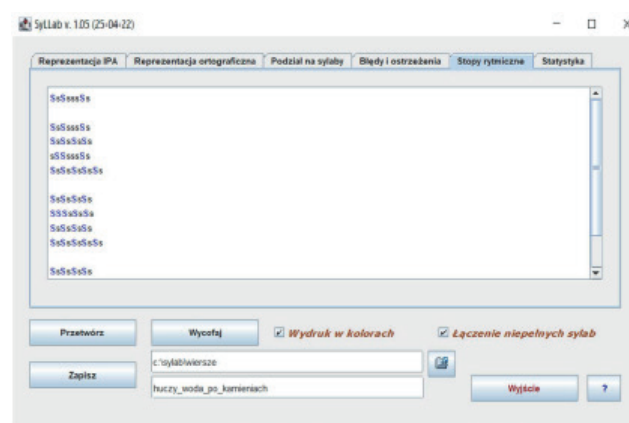 SylLab v. 1.05 (25-04-22)
Reprezentacja IPA Reprezentacja ortograficzna Podział na sylaby Błędy i ostrzeżenia Stopy rytmiczne Statystyka
SsSsssSs
SsSsssSs
SsSsSsSs
sSSsssSs
SsSsSsSsSs
SsSsSsSs
SSSsSsSs
SsSsSsSs
SsSsSsSsSs
SsSsSsSs
Przetwórz Wycofaj Wydruk w kolorach Łączenie niepełnych sylab
Zapisz c:\sylab\wiersze
huczy_woda_po_kamieniach Wyjście ?